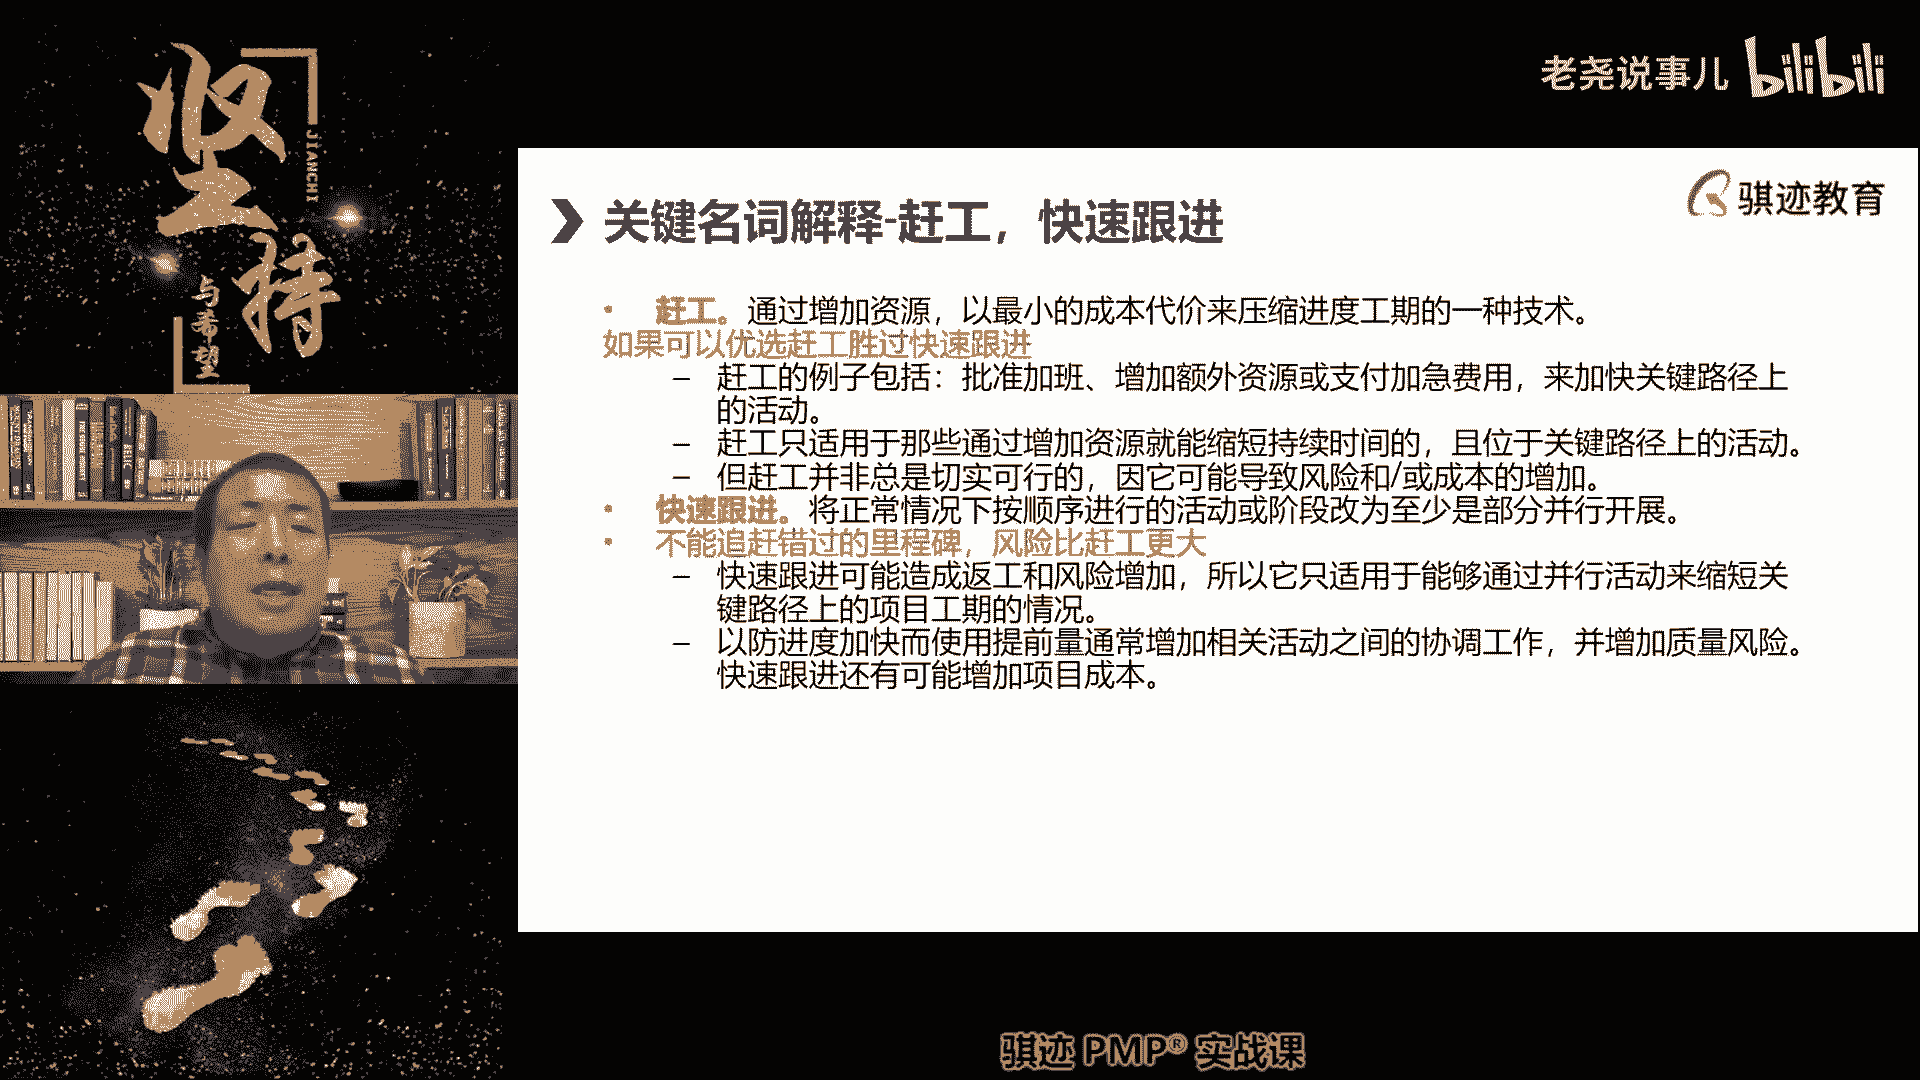 坚持
JIANCHI
与希望
老尧说事儿 bilibili
骐迹教育
关键名词解释-赶工，快速跟进
• 赶工。通过增加资源，以最小的成本代价来压缩进度工期的一种技术。
如果可以优选赶工胜过快速跟进
– 赶工的例子包括：批准加班、增加额外资源或支付加急费用，来加快关键路径上
的活动。
– 赶工只适用于那些通过增加资源就能缩短持续时间的，且位于关键路径上的活动。
– 但赶工并非总是切实可行的，因它可能导致风险和/或成本的增加。
• 快速跟进。将正常情况下按顺序进行的活动或阶段改为至少是部分并行开展。
• 不能追赶错过的里程碑，风险比赶工更大
– 快速跟进可能造成返工和风险增加，所以它只适用于能够通过并行活动来缩短关
键路径上的项目工期的情况。
– 以防进度加快而使用提前量通常增加相关活动之间的协调工作，并增加质量风险。
快速跟进还有可能增加项目成本。
骐迹 PMP® 实战课